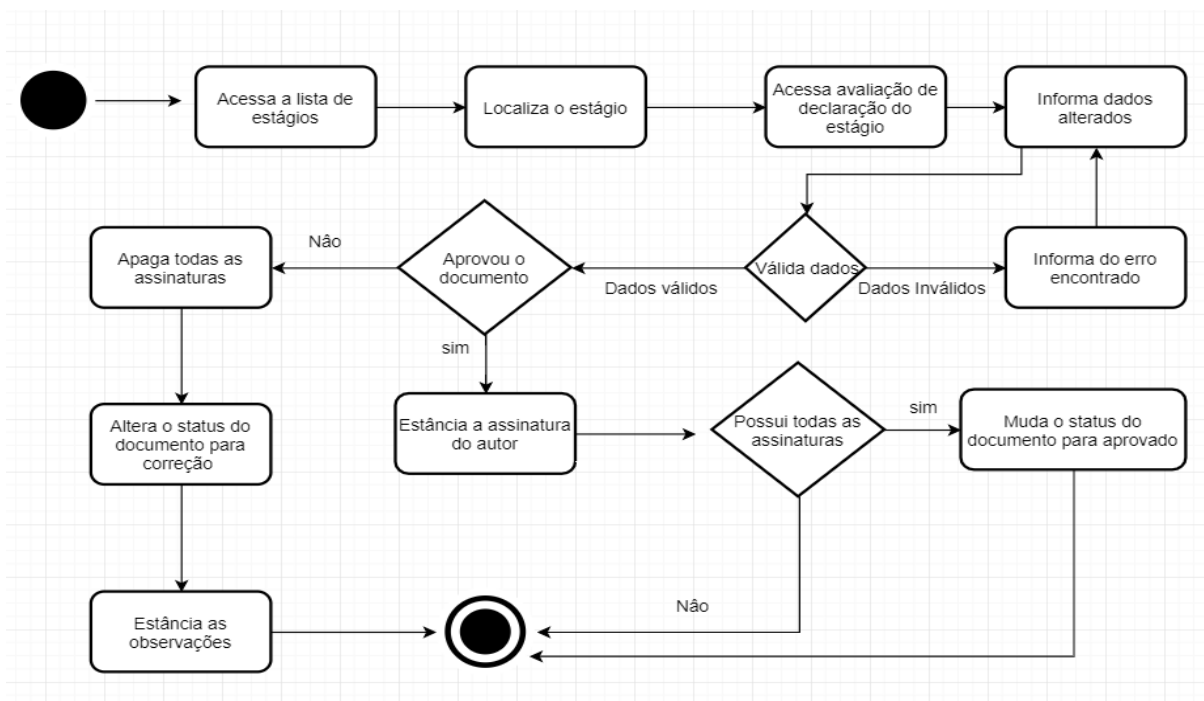 Acessa a lista de
estágios
Localiza o estágio
Acessa avaliação de
declaração do
estágio
Informa dados
alterados
Apaga todas as
assinaturas
Nâo
Aprovou o
documento
Dados válidos
Válida dados
Dados Inválidos
Informa do erro
encontrado
sim
Altera o status do
documento para
correção
Estância a assinatura
do autor
Possui todas as
assinaturas
sim
Muda o status do
documento para aprovado
Estância as
observações
Nâo